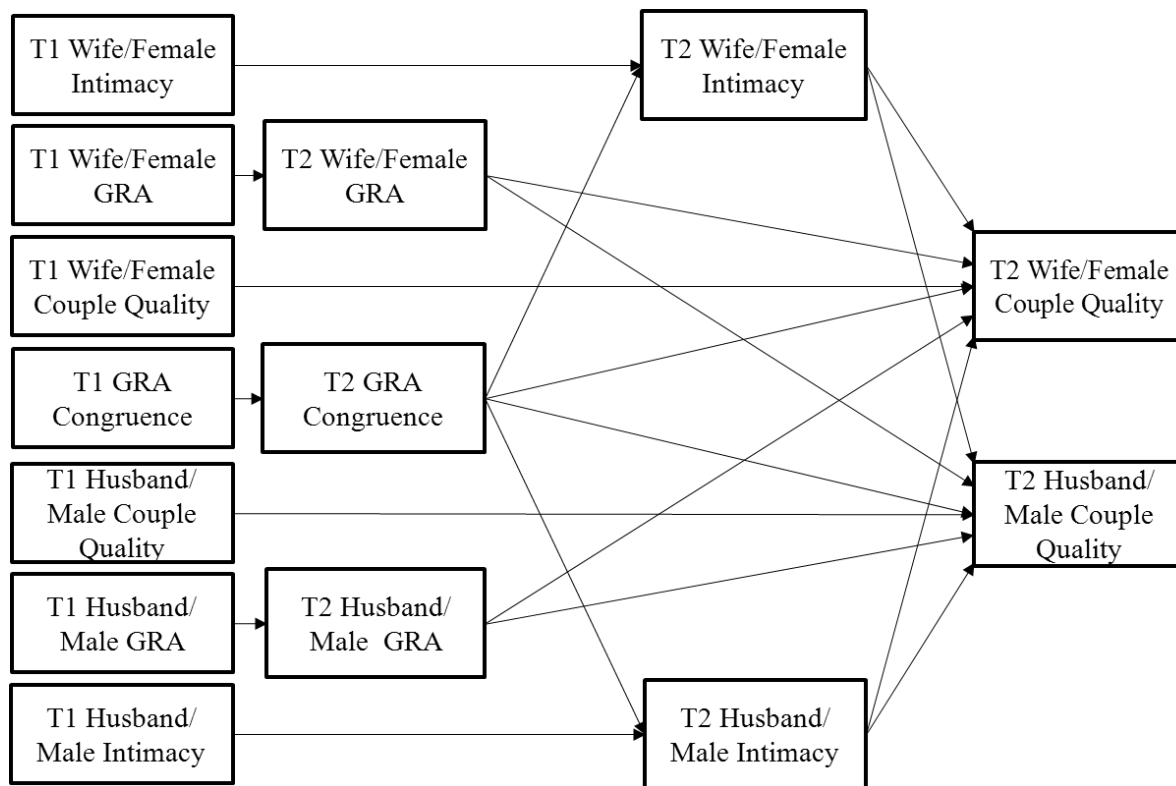 T1 Wife/Female
Intimacy
T1 Wife/Female
GRA
T1 Wife/Female
Couple Quality
T1 GRA
Congruence
T1 Husband/
Male Couple
Quality
T1 Husband/
Male GRA
T1 Husband/
Male Intimacy
T2 Wife/Female
GRA
T2 GRA
Congruence
T2 Husband/
Male  GRA
T2 Wife/Female
Intimacy
T2 Husband/
Male Intimacy
T2 Wife/Female
Couple Quality
T2 Husband/
Male Couple
Quality